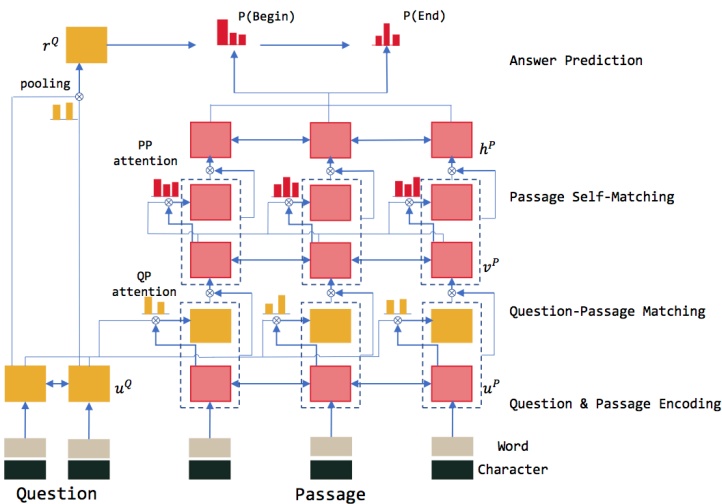 P(Begin)
P(End)
r^Q
Answer Prediction
pooling
PP
attention
h^P
Passage Self-Matching
v^P
QP
attention
Question-Passage Matching
u^Q
u^P
Question & Passage Encoding
Word
Character
Question
Passage